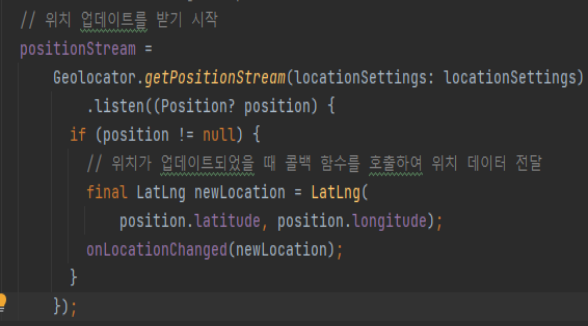 // 위치 업데이트를 받기 시작
positionStream =
Geolocator.getPositionStream(locationSettings: locationSettings)
.listen((Position? position) {
if (position != null) {
// 위치가 업데이트되었을 때 콜백 함수를 호출하여 위치 데이터 전달
final LatLng newLocation = LatLng(
position.latitude, position.longitude);
onLocationChanged(newLocation);
}
});